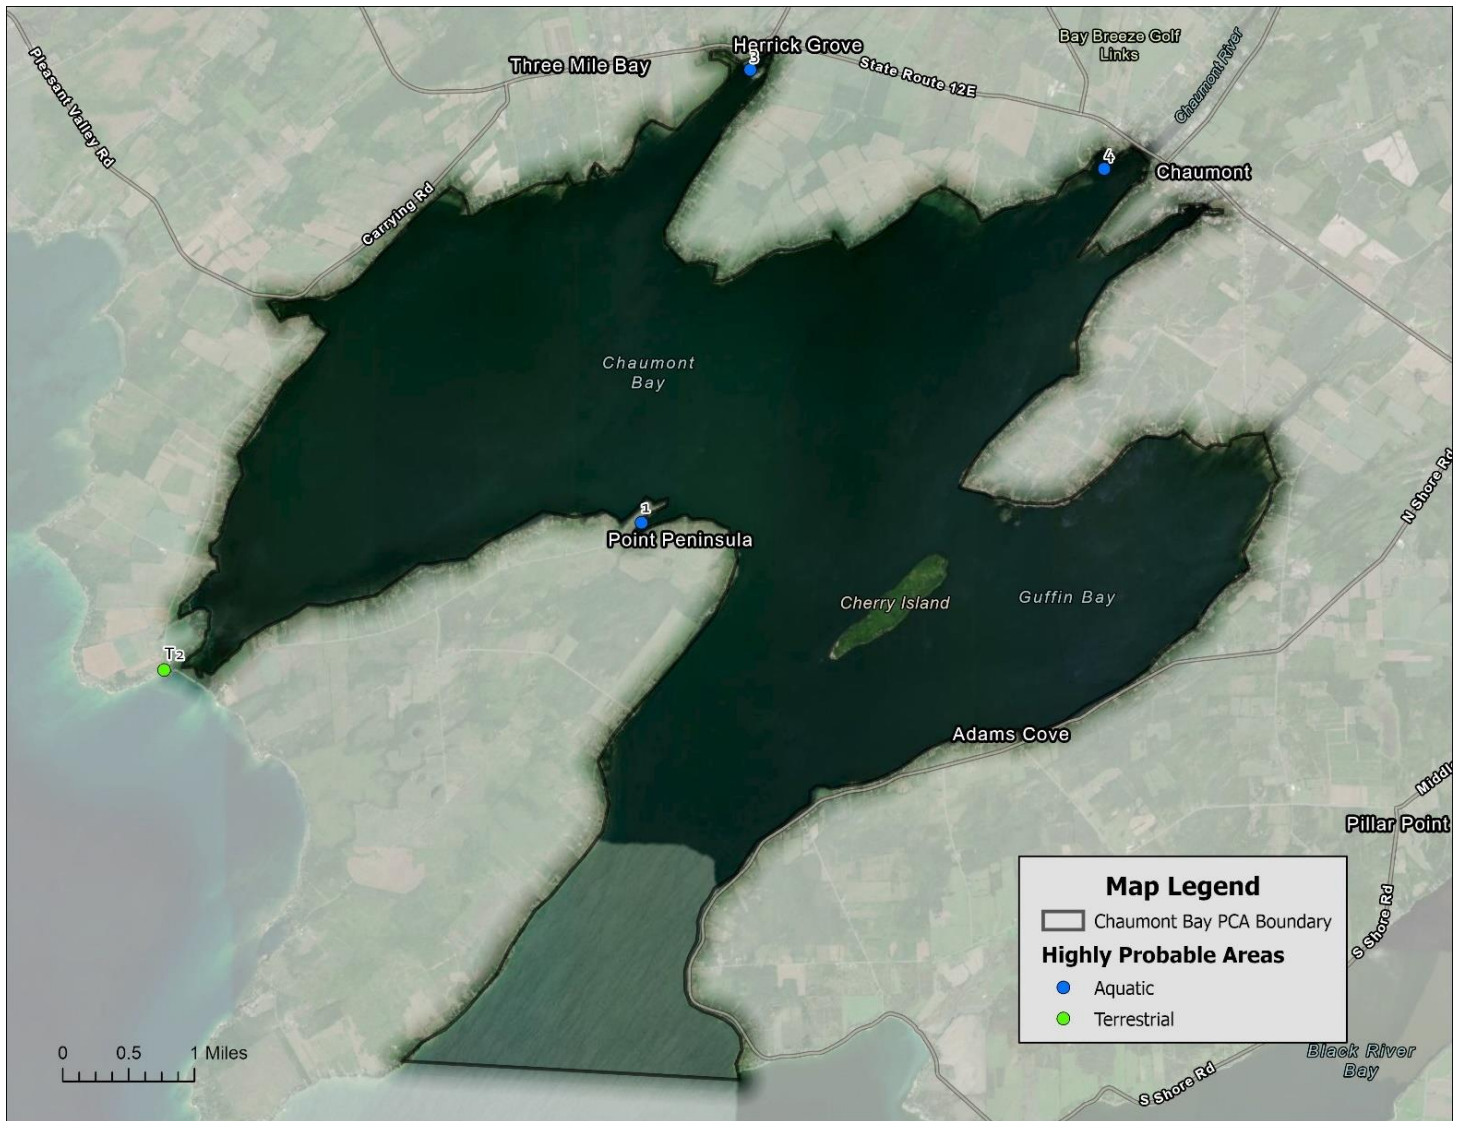 Herrick Grove
Three Mile Bay
3
State Route 12E
Bay Breeze Golf
Links
Chaumont River
Pleasant Valley Rd
4
Chaumont
Carrying Rd
Chaumont
Bay
N Shore Rd
1
Point Peninsula
Cherry Island
Guffin Bay
T2
Adams Cove
Middl
Pillar Point
S Shore Rd
Map Legend
Chaumont Bay PCA Boundary
Highly Probable Areas
Aquatic
Terrestrial
0 0.5 1 Miles
Black River
Bay
S Shore Rd